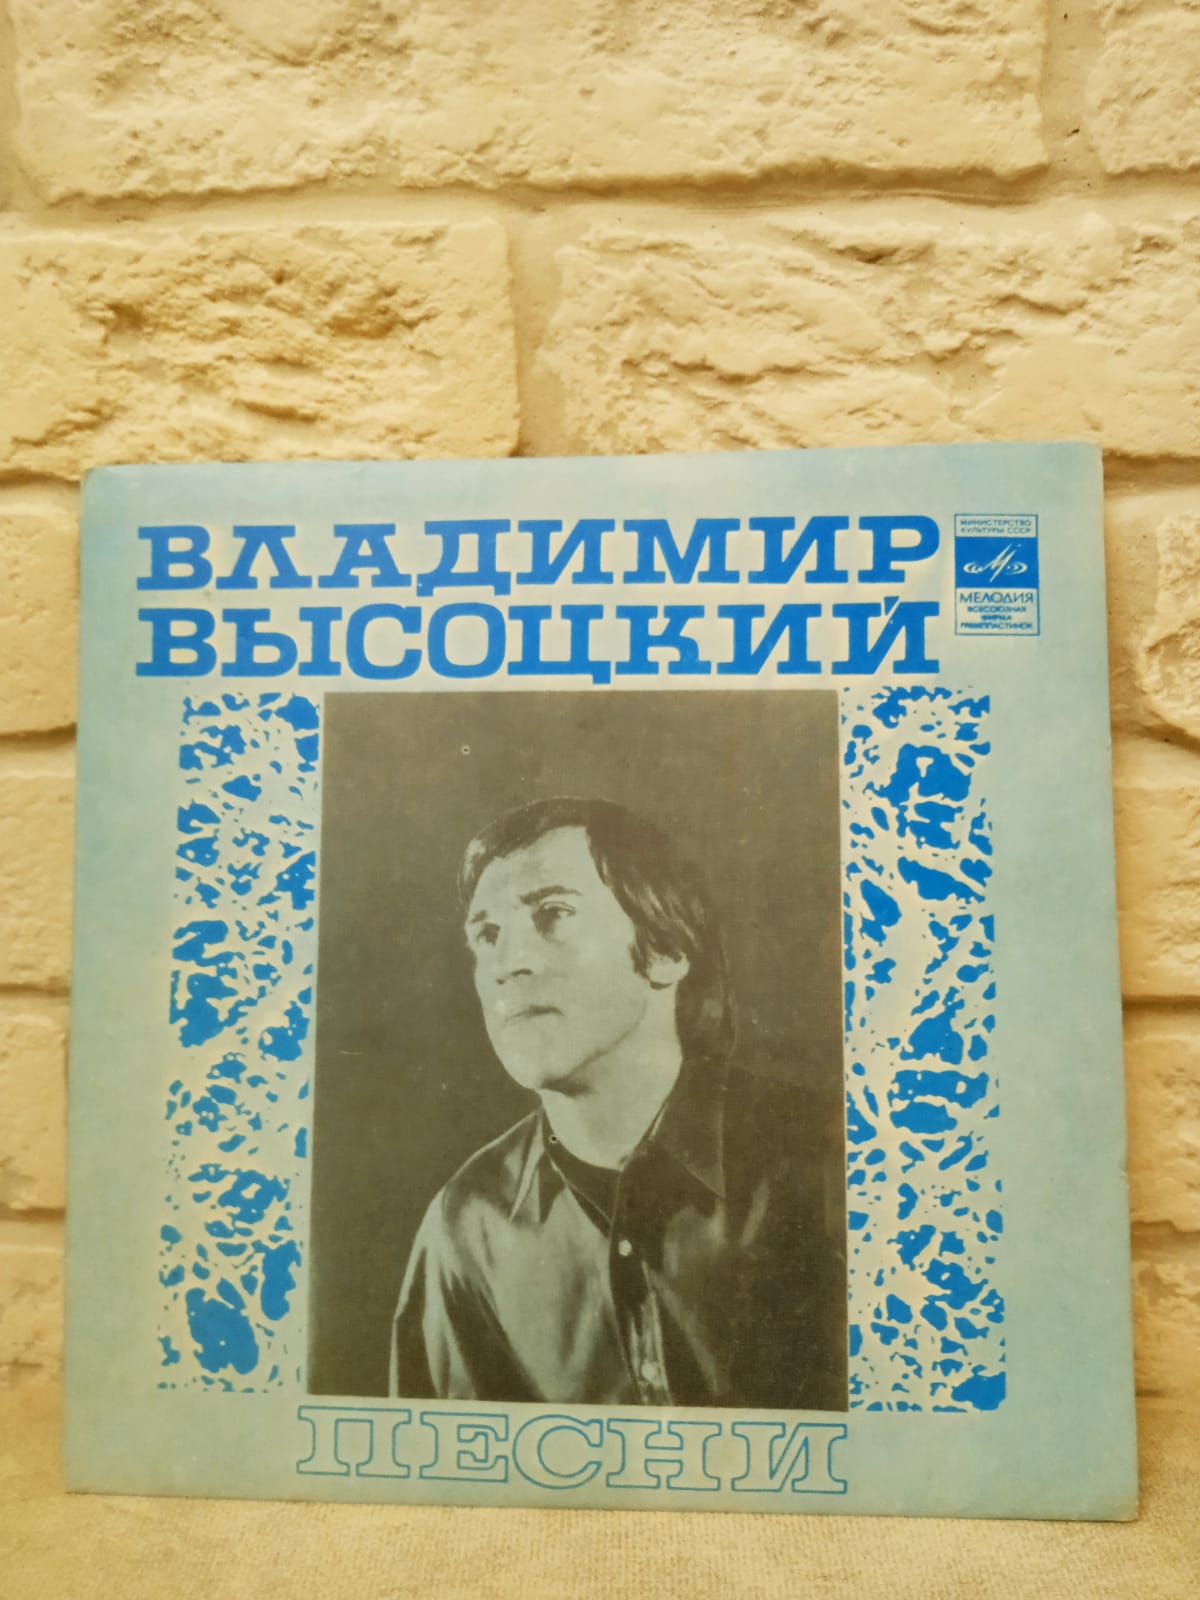 ВЛАДИМИР
ВЫСОЦКИЙ
МИНИСТЕРСТВО
КУЛЬТУРЫ СССР
МЕЛОДИЯ
ВСЕСОЮЗНАЯ
ФИРМА
ГРАМПЛАСТИНОК
ПЕСНИ